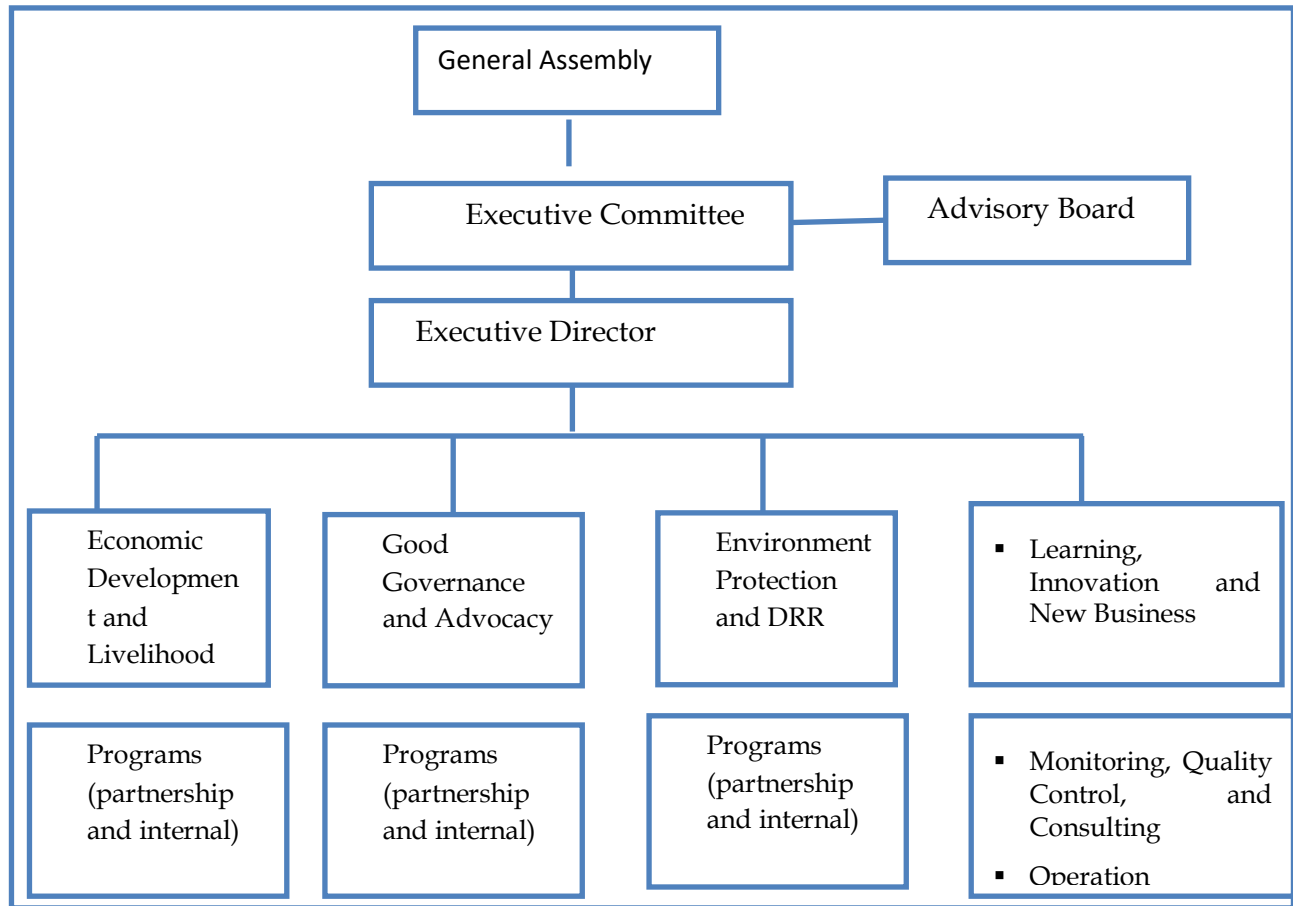 General Assembly
Executive Committee
Advisory Board
Executive Director
Economic
Developmen
t and
Livelihood
Good
Governance
and Advocacy
Environment
Protection
and DRR
▪ Learning,
Innovation and
New Business
Programs
(partnership
and internal)
Programs
(partnership
and internal)
Programs
(partnership
and internal)
▪ Monitoring, Quality
Control, and
Consulting
▪ Operation